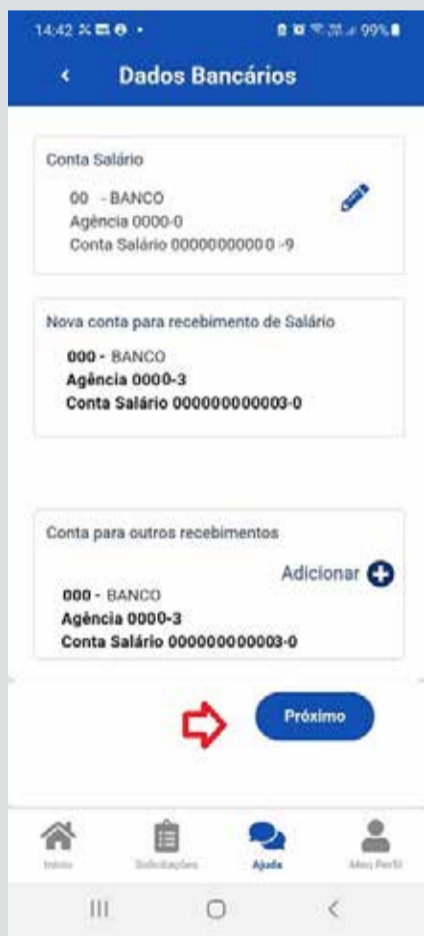 14:42
99%
Dados Bancários
Conta Salário
00 - BANCO
Agência 0000-0
Conta Salário 00000000000 -9
Nova conta para recebimento de Salário
000 - BANCO
Agência 0000-3
Conta Salário 000000000003-0
Conta para outros recebimentos
Adicionar
000 - BANCO
Agência 0000-3
Conta Salário 000000000003-0
Próximo
Início
Solicitações
Ajuda
Meu Perfil